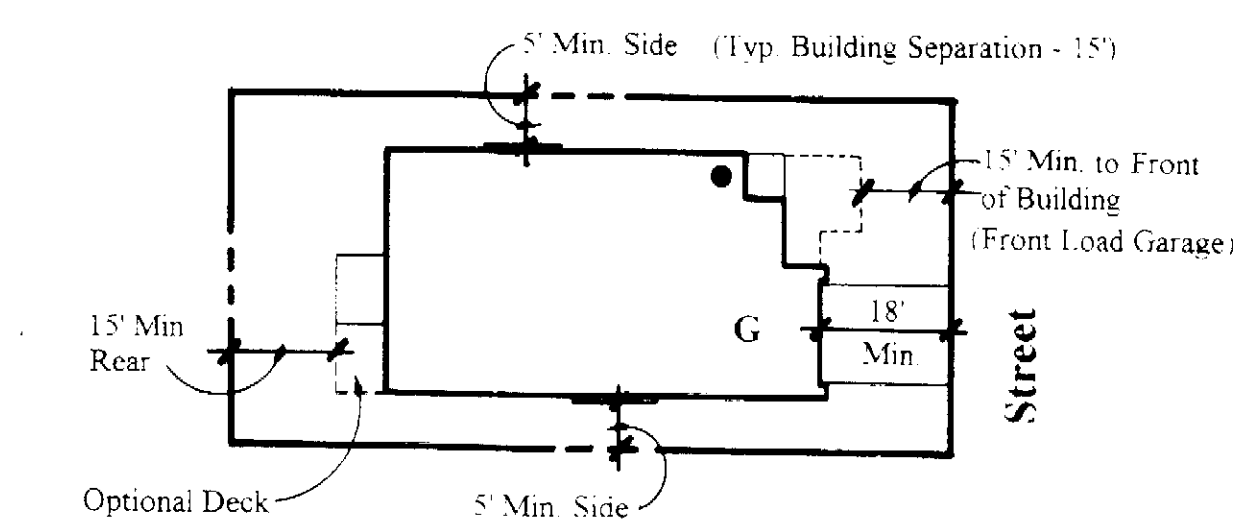 5' Min. Side (Typ. Building Separation - 15')
15' Min. to Front
of Building
(Front Load Garage)
18'
Min.
G
15' Min
Rear
Street
Optional Deck
5' Min. Side